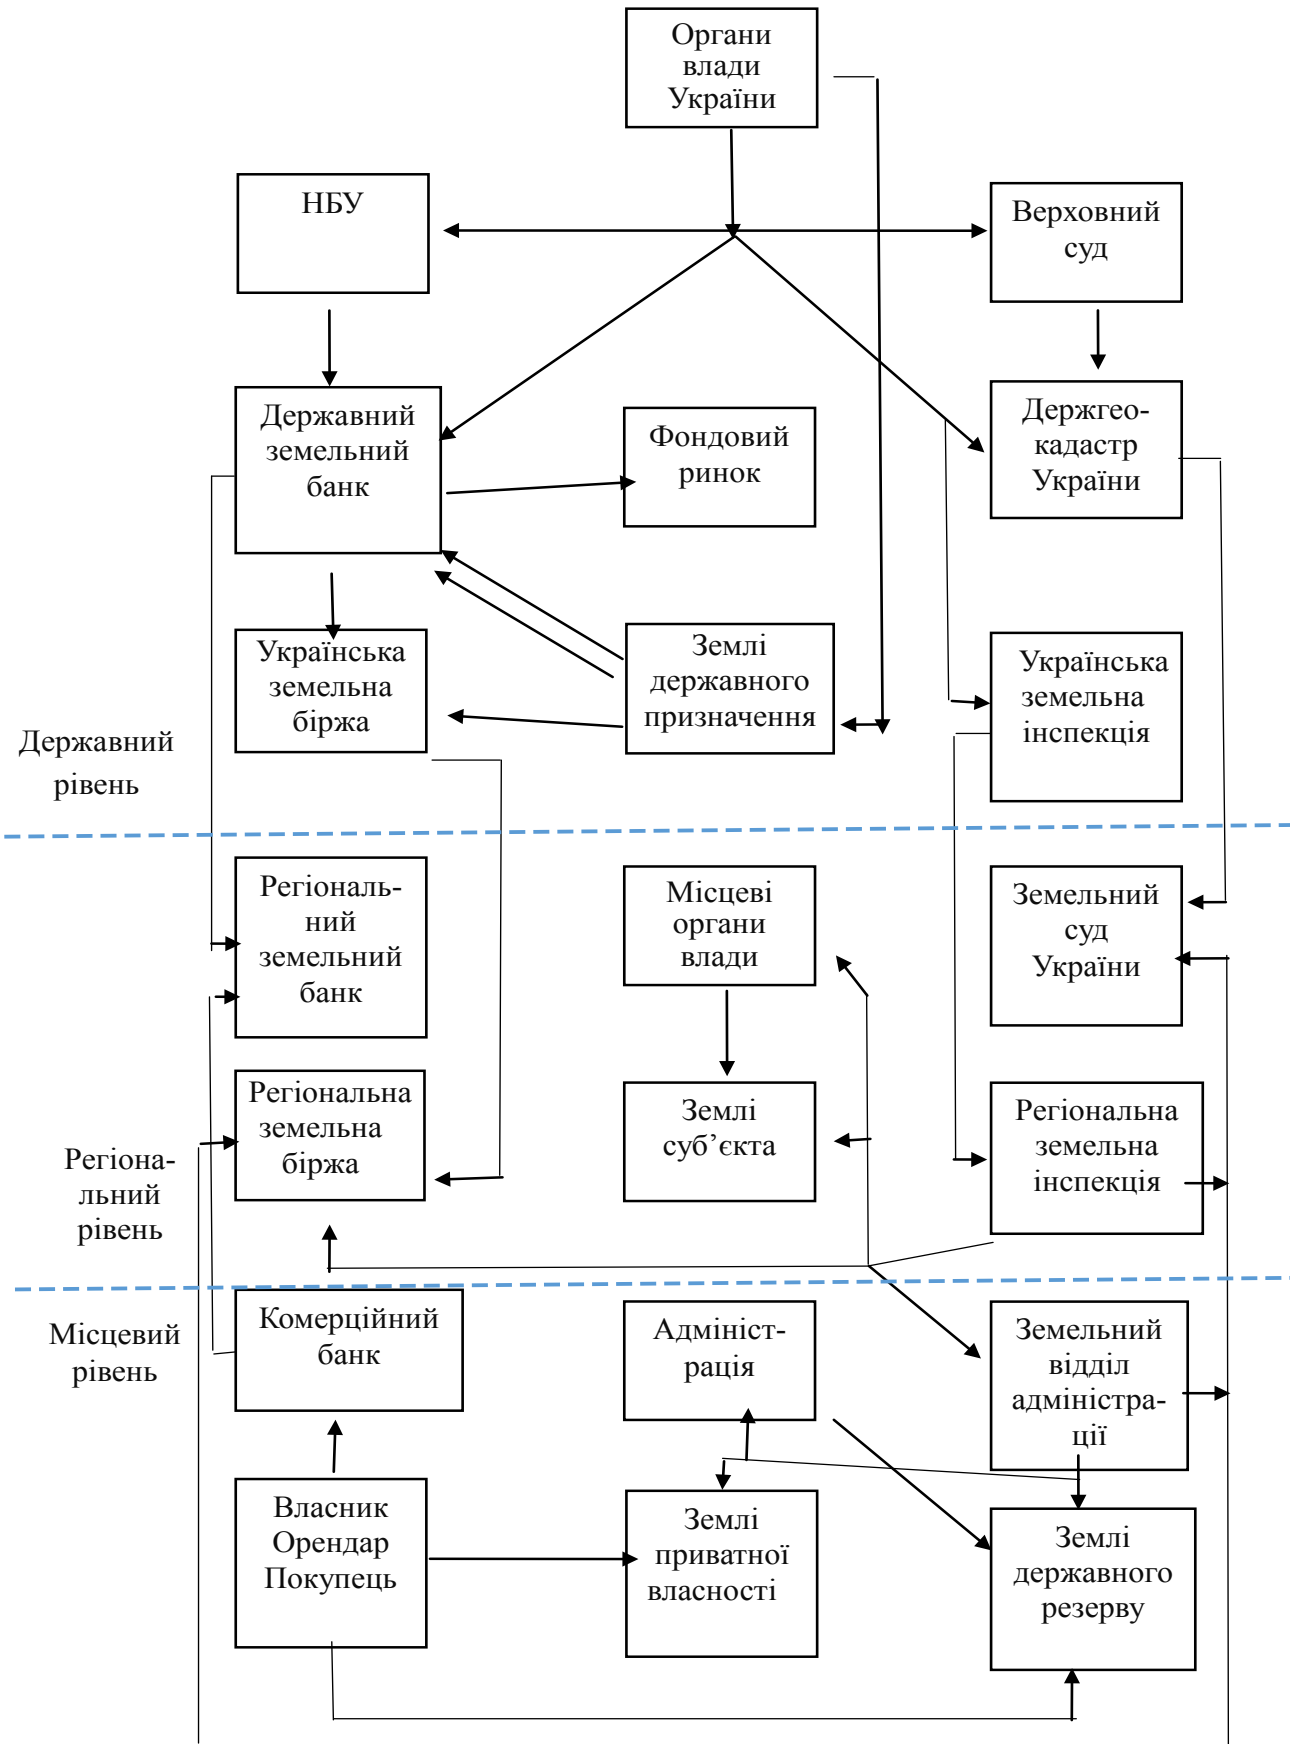 Органи
влади
України
НБУ
Верховний
суд
Державний
земельний
банк
Фондовий
ринок
Держгео-
кадастр
України
Українська
земельна
біржа
Землі
державного
призначення
Українська
земельна
інспекція
Державний
рівень
Регіональ-
ний
земельний
банк
Місцеві
органи
влади
Земельний
суд
України
Регіональна
земельна
біржа
Землі
суб’єкта
Регіональна
земельна
інспекція
Регіона-
льний
рівень
Місцевий
рівень
Комерційний
банк
Адмініст-
рація
Земельний
відділ
адміністра-
ції
Власник
Орендар
Покупець
Землі
приватної
власності
Землі
державного
резерву